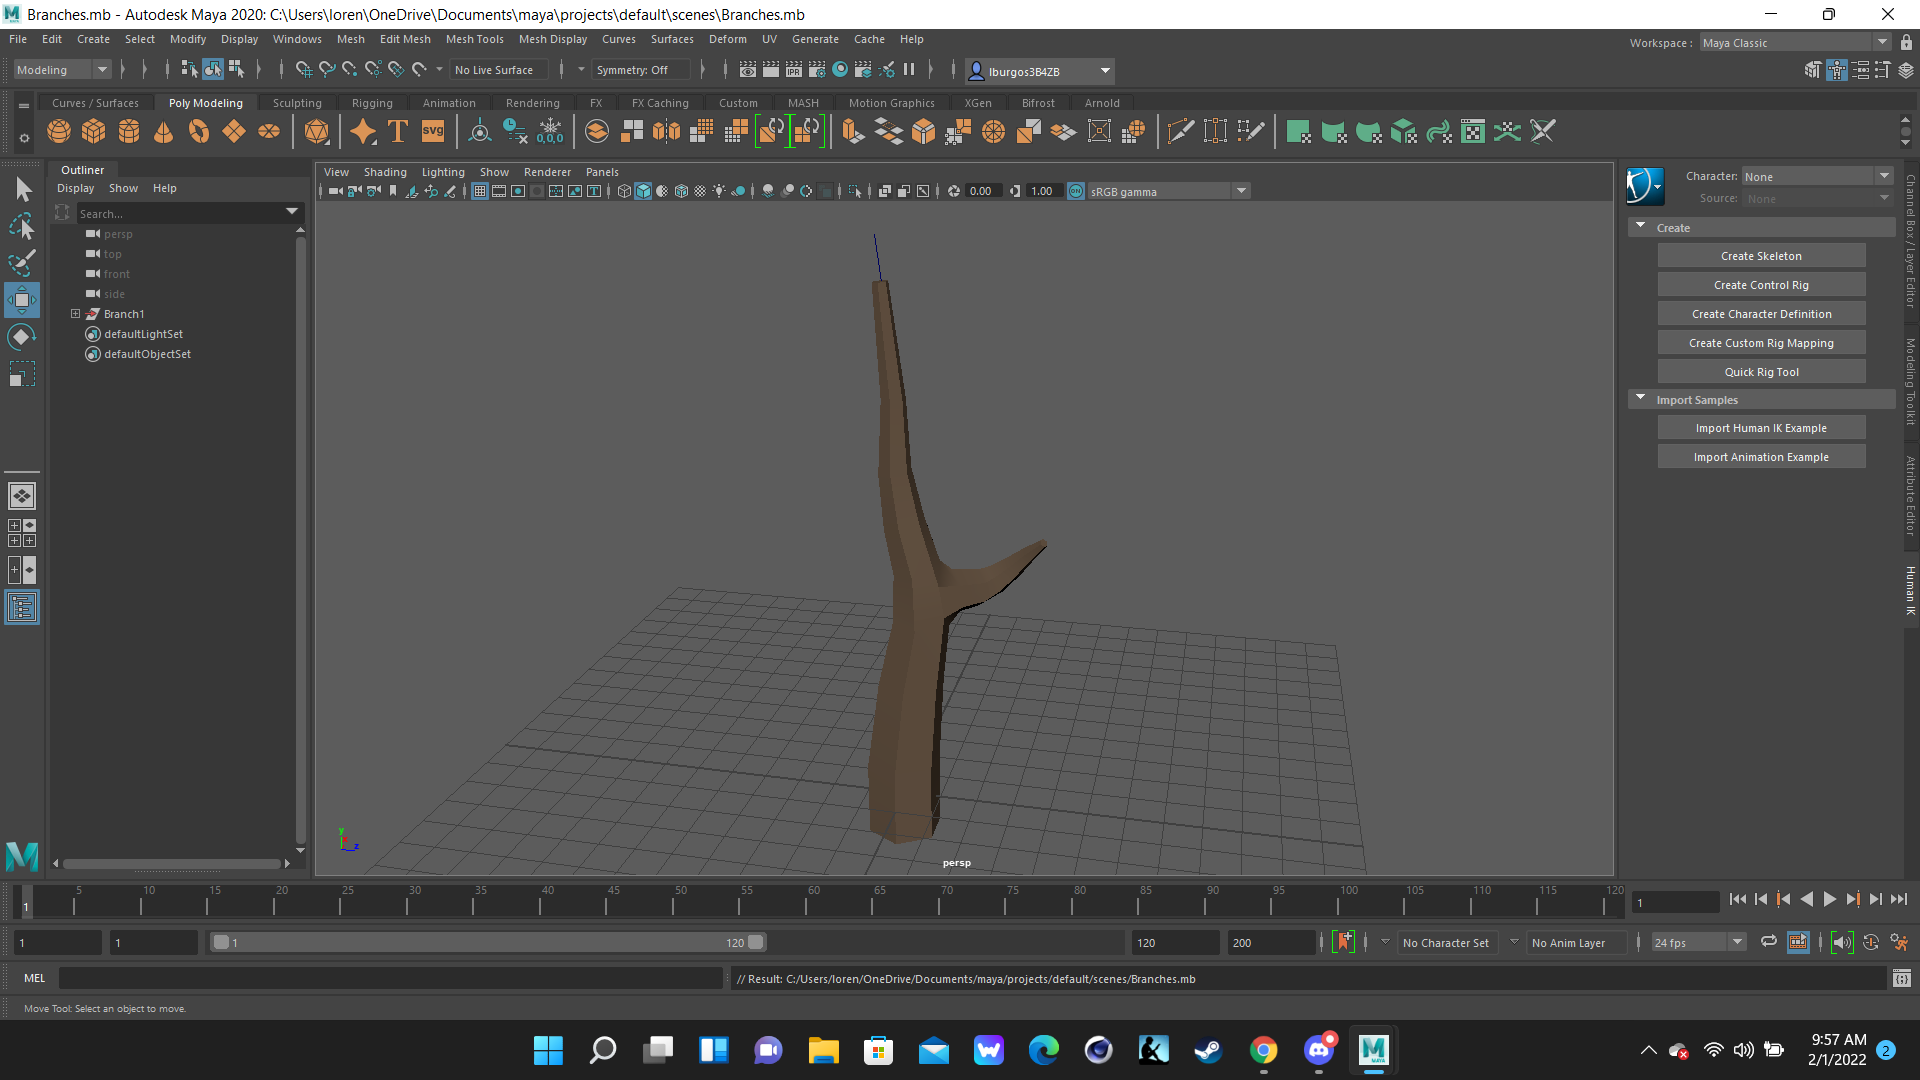 Branches.mb - Autodesk Maya 2020: C:\Users\loren\OneDrive\Documents\maya\projects\default\scenes\Branches.mb
File Edit Create Select Modify Display Windows Mesh Edit Mesh Mesh Tools Mesh Display Curves Surfaces Deform UV Generate Cache Help
Workspace : Maya Classic
Modeling No Live Surface Symmetry: Off lburgos3B4ZB
Curves / Surfaces Poly Modeling Sculpting Rigging Animation Rendering FX FX Caching Custom MASH Motion Graphics XGen Bifrost Arnold
T SVG 0,0,0
Outliner
Display Show Help
Search...
persp
top
front
side
Branch1
defaultLightSet
defaultObjectSet
View Shading Lighting Show Renderer Panels
0.00 1.00 ON sRGB gamma
y
z
persp
Character: None
Source: None
Create
Create Skeleton
Create Control Rig
Create Character Definition
Create Custom Rig Mapping
Quick Rig Tool
Import Samples
Import Human IK Example
Import Animation Example
Channel Box / Layer Editor
Modeling Toolkit
Attribute Editor
Human IK
5 10 15 20 25 30 35 40 45 50 55 60 65 70 75 80 85 90 95 100 105 110 115 120
1 1
1 1 1 120 120 200 No Character Set No Anim Layer 24 fps
MEL // Result: C:/Users/loren/OneDrive/Documents/maya/projects/default/scenes/Branches.mb
Move Tool: Select an object to move.
9:57 AM
2/1/2022
2